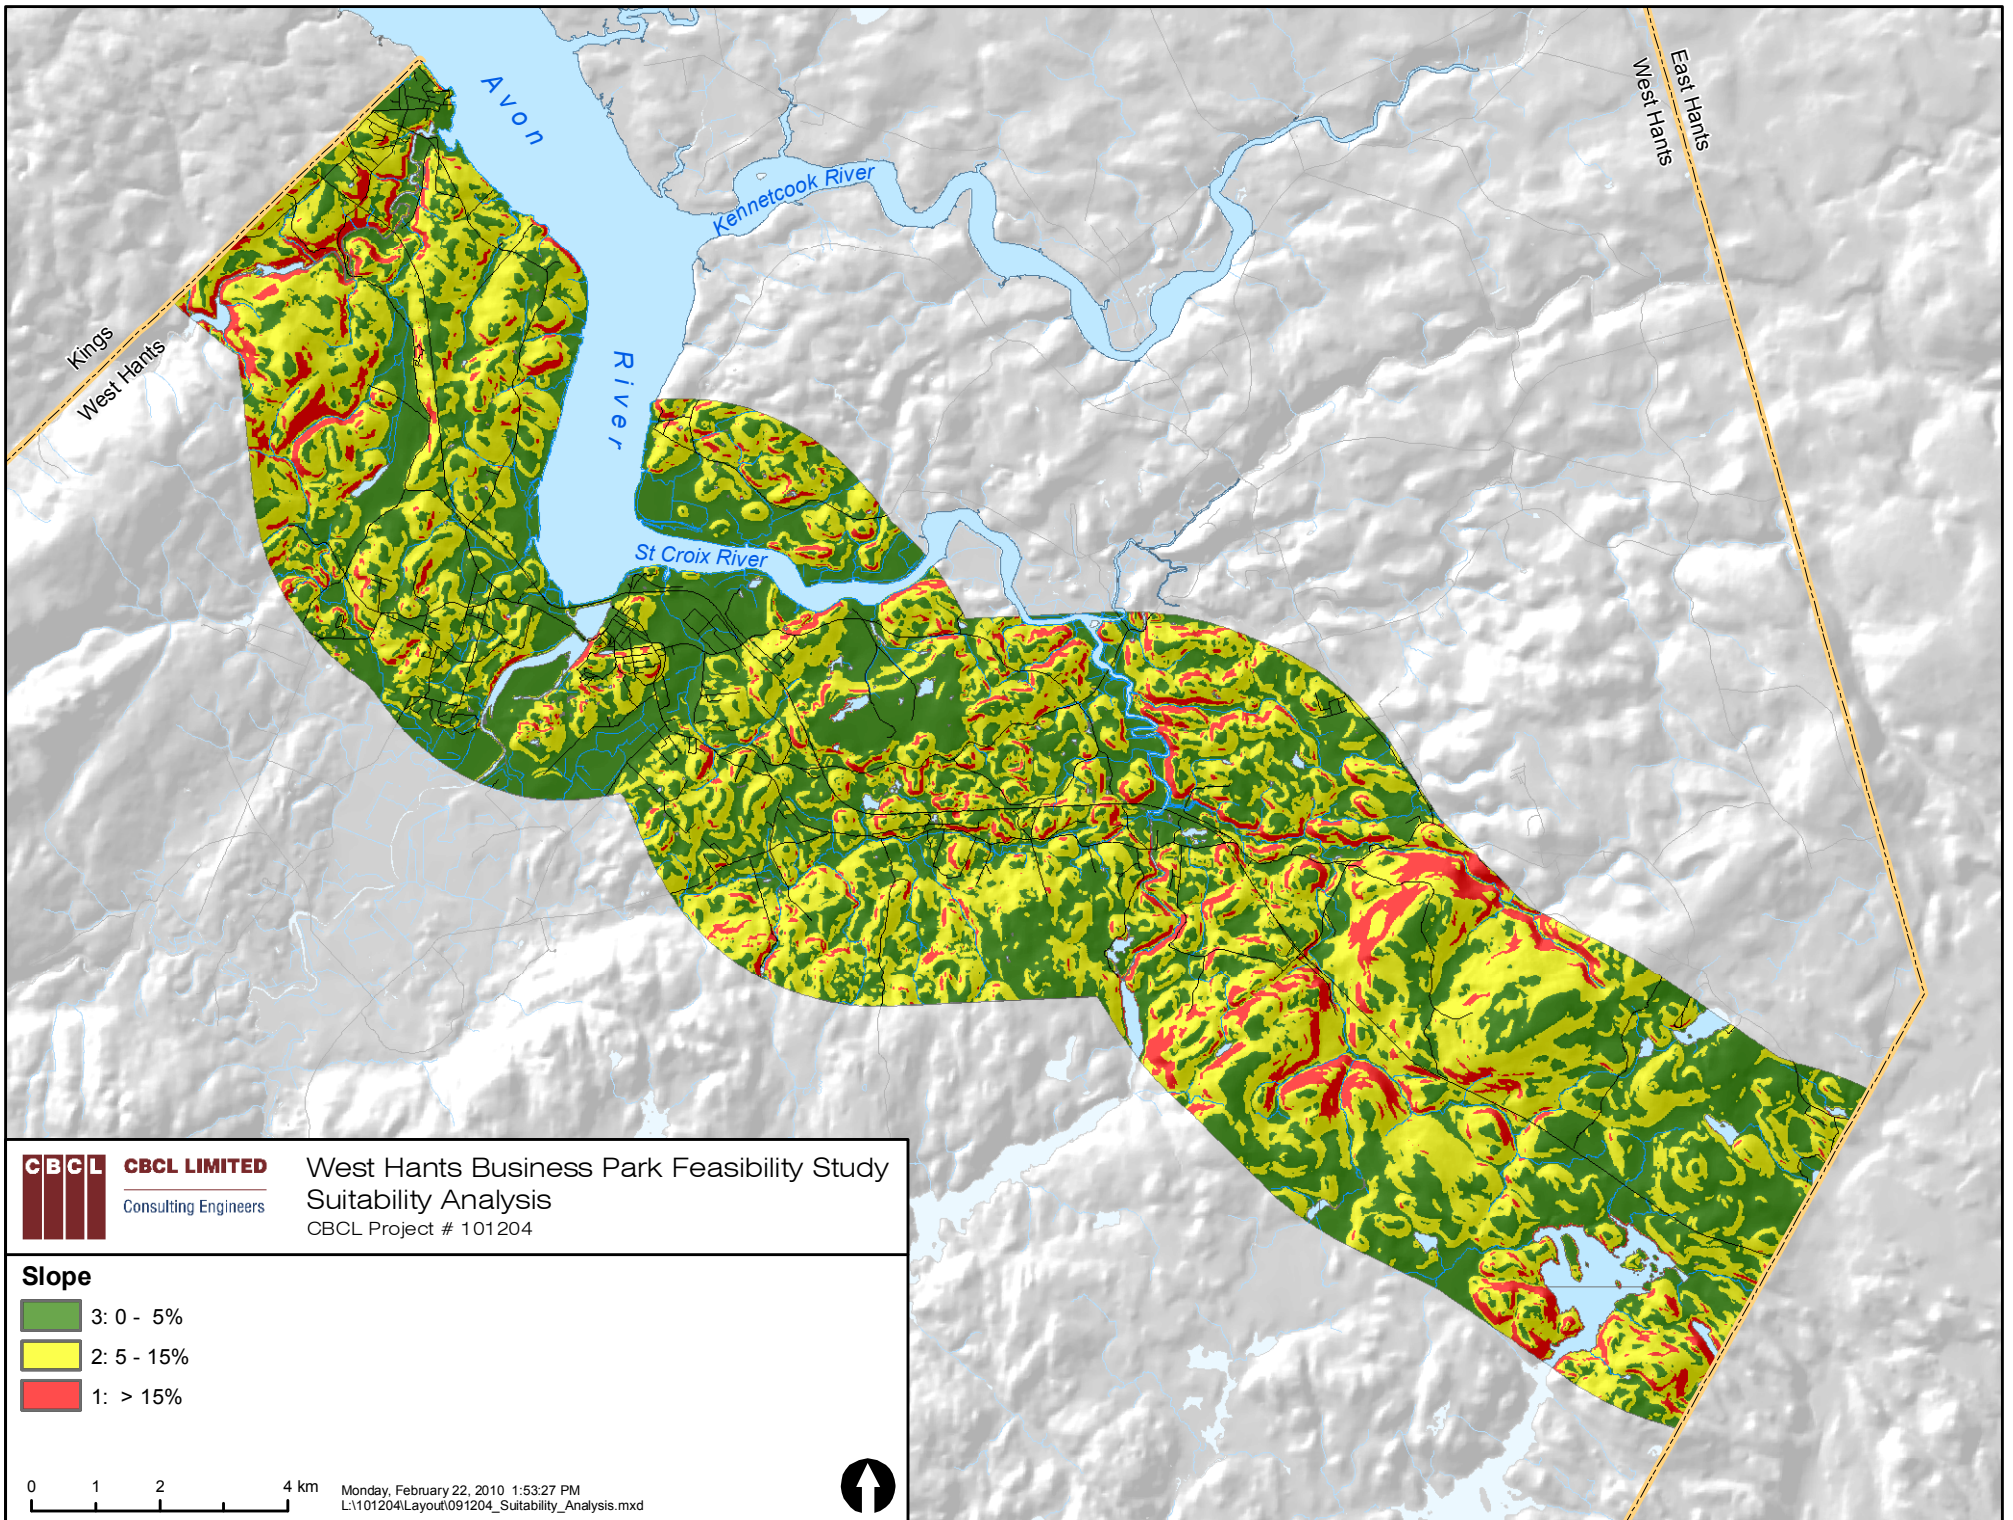 Avon
River
Kennetcook River
St Croix River
East Hants
West Hants
Kings
West Hants
CBCL
CBCL LIMITED
Consulting Engineers
West Hants Business Park Feasibility Study
Suitability Analysis
CBCL Project # 101204
Slope
3: 0 - 5%
2: 5 - 15%
1: > 15%
0 1 2 4 km
Monday, February 22, 2010 1:53:27 PM
L:\101204\Layout\091204_Suitability_Analysis.mxd